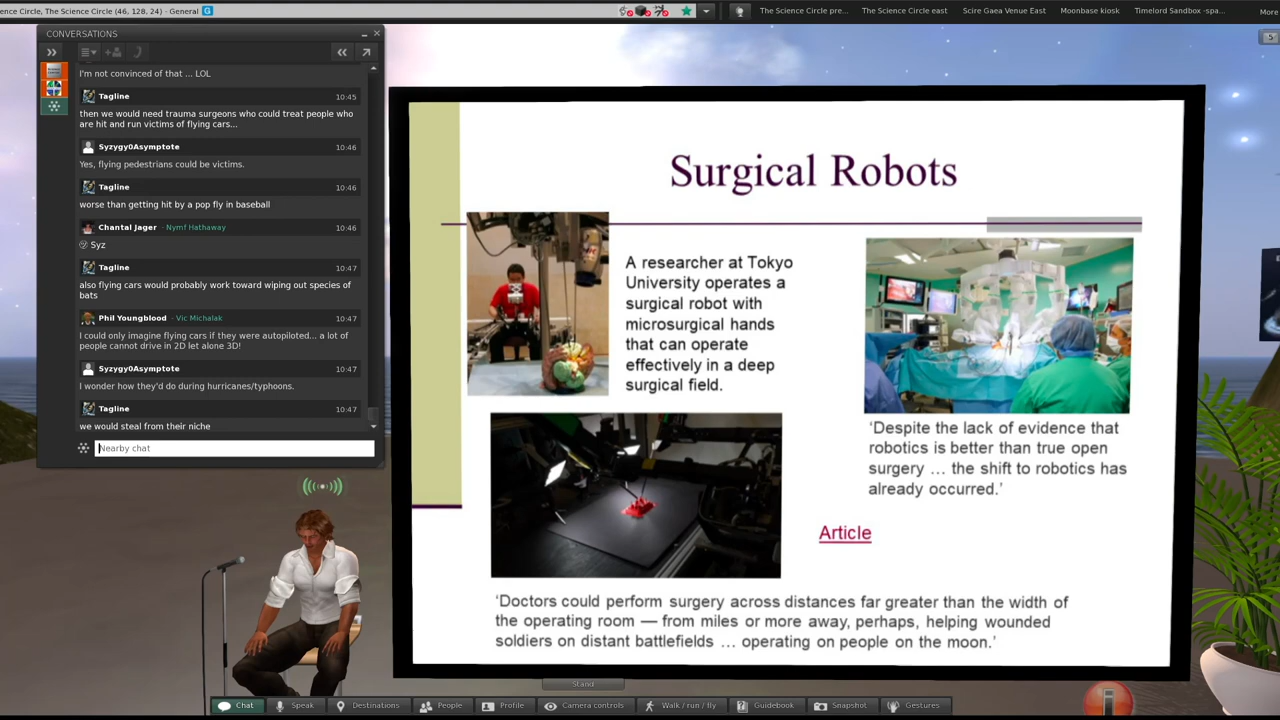 ence Circle, The Science Circle (46, 128, 24) - General G
The Science Circle pre...
The Science Circle east
Scire Gaea Venue East
Moonbase kiosk
Timelord Sandbox -spa...
More
5
CONVERSATIONS
I'm not convinced of that ... LOL
Tagline 10:45
then we would need trauma surgeons who could treat people who
are hit and run victims of flying cars...
Syzygy0Asymptote 10:46
Yes, flying pedestrians could be victims.
Tagline 10:46
worse than getting hit by a pop fly in baseball
Chantal Jager - Nymf Hathaway 10:46
Syz
Tagline 10:47
also flying cars would probably work toward wiping out species of
bats
Phil Youngblood - Vic Michalak 10:47
I could only imagine flying cars if they were autopiloted... a lot of
people cannot drive in 2D let alone 3D!
Syzygy0Asymptote 10:47
I wonder how they'd do during hurricanes/typhoons.
Tagline 10:47
we would steal from their niche
Nearby chat
Surgical Robots
A researcher at Tokyo
University operates a
surgical robot with
microsurgical hands
that can operate
effectively in a deep
surgical field.
‘Despite the lack of evidence that
robotics is better than true open
surgery … the shift to robotics has
already occurred.’
Article
‘Doctors could perform surgery across distances far greater than the width of
the operating room — from miles or more away, perhaps, helping wounded
soldiers on distant battlefields … operating on people on the moon.’
Stand
Chat
Speak
Destinations
People
Profile
Camera controls
Walk / run / fly
Guidebook
Snapshot
Gestures